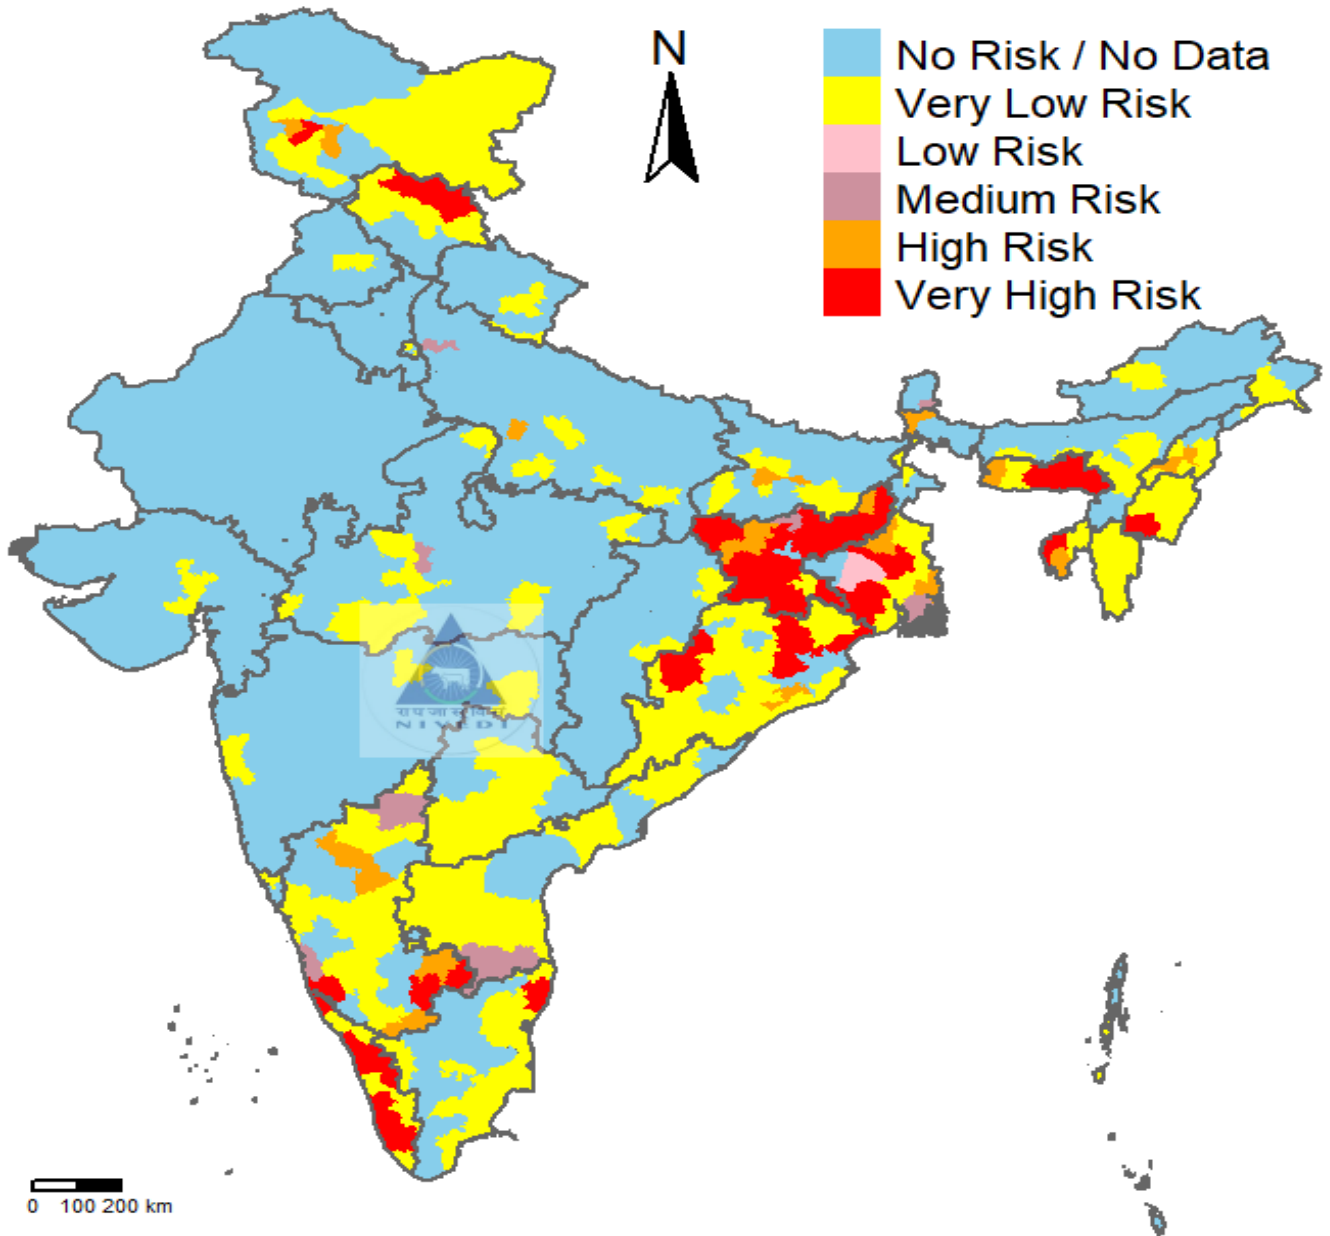 N
No Risk / No Data
Very Low Risk
Low Risk
Medium Risk
High Risk
Very High Risk
NIVEDI
0 100 200 km